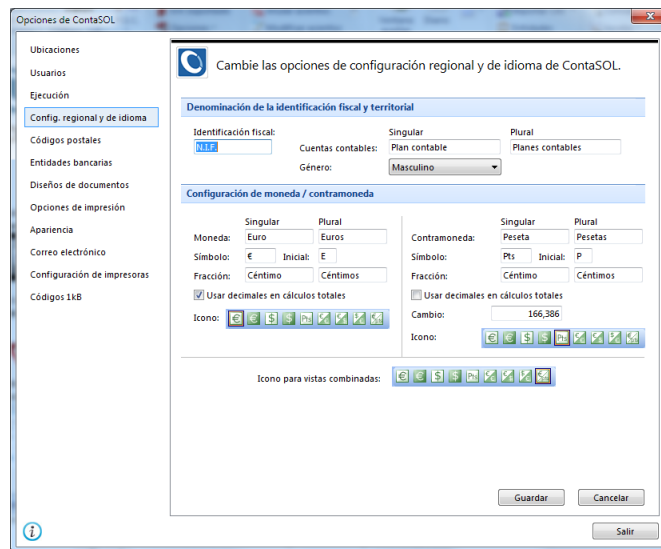 Opciones de ContaSOL
Ubicaciones
Usuarios
Ejecución
Config. regional y de idioma
Códigos postales
Entidades bancarias
Diseños de documentos
Opciones de impresión
Apariencia
Correo electrónico
Configuración de impresoras
Códigos 1kB
Cambie las opciones de configuración regional y de idioma de ContaSOL.
Denominación de la identificación fiscal y territorial
Identificación fiscal: Singular Plural
N.I.F. Cuentas contables: Plan contable Planes contables
Género: Masculino
Configuración de moneda / contramoneda
Singular Plural
Moneda: Euro Euros
Símbolo: € Inicial: E
Fracción: Céntimo Céntimos
Usar decimales en cálculos totales
Icono:
Singular Plural
Contramoneda: Peseta Pesetas
Símbolo: Pts Inicial: P
Fracción: Céntimo Céntimos
Usar decimales en cálculos totales
Cambio: 166,386
Icono:
Icono para vistas combinadas:
Guardar Cancelar
Salir